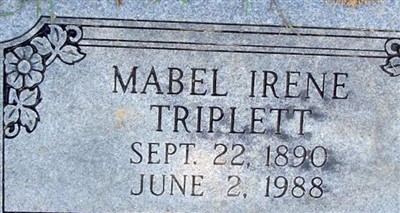 MABEL IRENE
TRIPLETT
SEPT. 22, 1890
JUNE 2, 1988